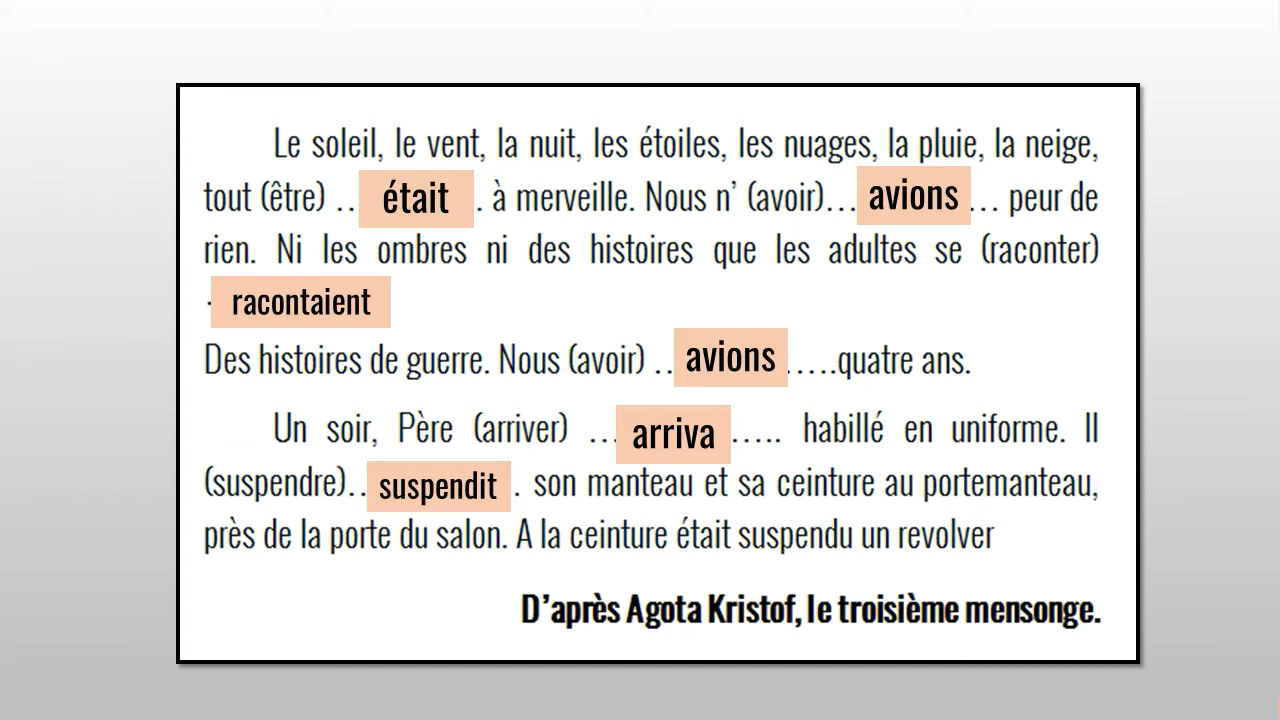 Le soleil, le vent, la nuit, les étoiles, les nuages, la pluie, la neige,
tout (être) .. était . à merveille. Nous n’ (avoir)... avions ... peur de
rien. Ni les ombres ni des histoires que les adultes se (raconter)
. racontaient
Des histoires de guerre. Nous (avoir) .. avions .....quatre ans.
Un soir, Père (arriver) ... arriva ..... habillé en uniforme. Il
(suspendre).. suspendit . son manteau et sa ceinture au portemanteau,
près de la porte du salon. A la ceinture était suspendu un revolver
D’après Agota Kristof, le troisième mensonge.